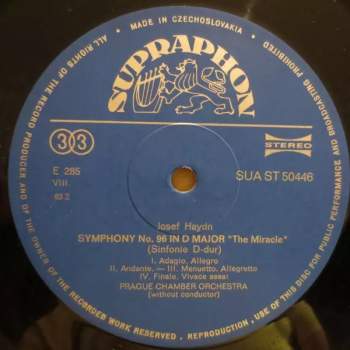 MADE IN CZECHOSLOVAKIA
ALL RIGHTS OF THE RECORD PRODUCER AND OF THE OWNER OF THE RECORDED WORK RESERVED, REPRODUCTION, USE OF THIS DISC FOR PUBLIC PERFORMANCE AND BROADCASTING PROHIBITED
SUPRAPHON
33
STEREO
E 285
SUA ST 50446
VIII.
Josef Haydn
SYMPHONY No. 96 IN D MAJOR "The Miracle"
(Sinfonie D-dur)
I. Adagio, Allegro
II. Andante, — III. Menuetto, Allegretto
IV. Finale, Vivace assai
PRAGUE CHAMBER ORCHESTRA
(without conductor)